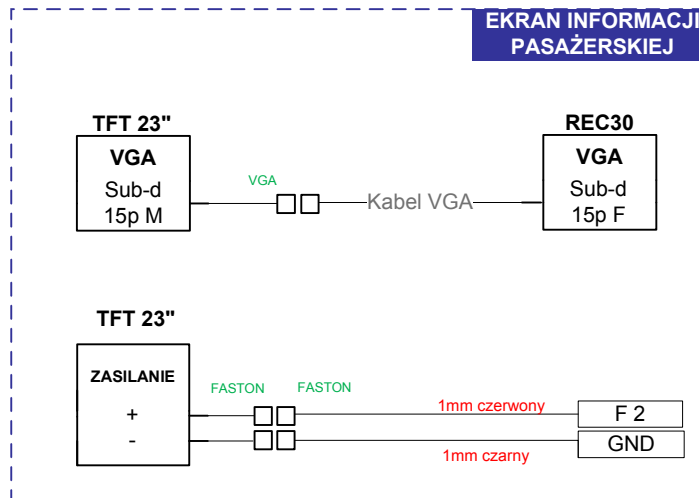 EKRAN INFORMACJI
PASAŻERSKIEJ
TFT 23"
REC30
VGA
Sub-d
15p M
VGA
Kabel VGA
VGA
Sub-d
15p F
TFT 23"
ZASILANIE
+
-
FASTON
FASTON
1mm czerwony
F 2
1mm czarny
GND